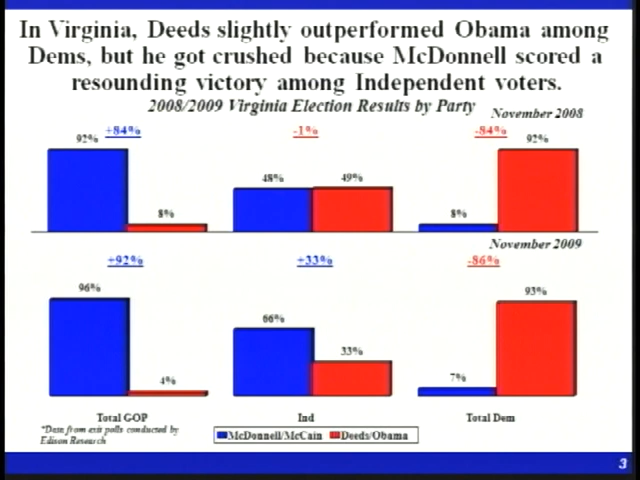 In Virginia, Deeds slightly outperformed Obama among
Dems, but he got crushed because McDonnell scored a
resounding victory among Independent voters.
2008/2009 Virginia Election Results by Party
November 2008
+84%
-1%
-84%
92%
8%
48%
49%
8%
92%
November 2009
+92%
+33%
-86%
96%
4%
66%
33%
7%
93%
Total GOP
Ind
Total Dem
*Data from exit polls conducted by
Edison Research
McDonnell/McCain
Deeds/Obama
3